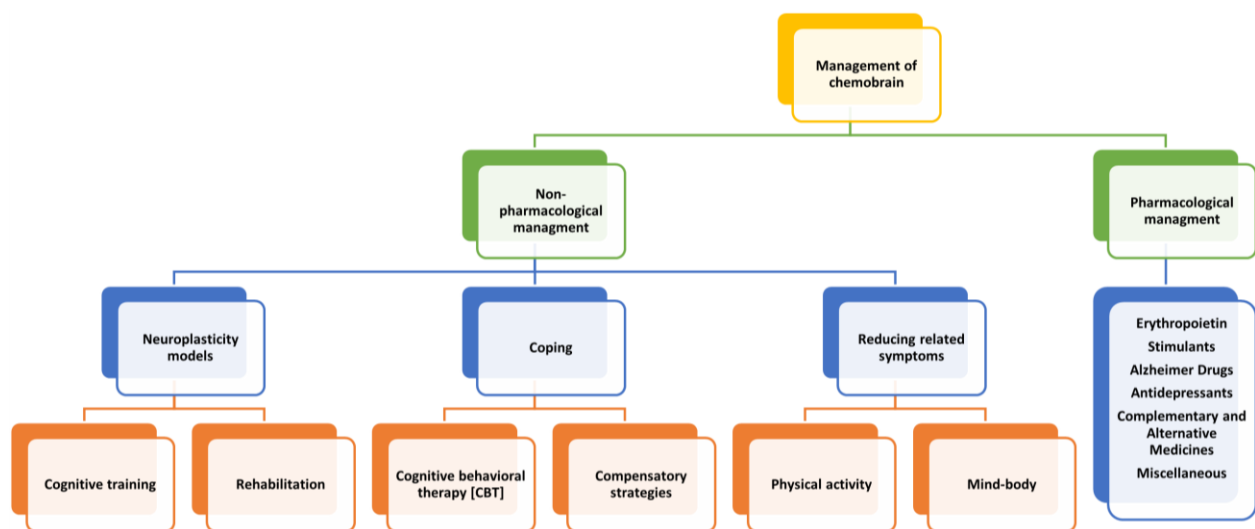 Management of
chemobrain
Non-
pharmacological
managment
Pharmacological
managment
Neuroplasticity
models
Coping
Reducing related
symptoms
Erythropoietin
Stimulants
Alzheimer Drugs
Antidepressants
Complementary and
Alternative
Medicines
Miscellaneous
Cognitive training
Rehabilitation
Cognitive behavioral
therapy [CBT]
Compensatory
strategies
Physical activity
Mind-body